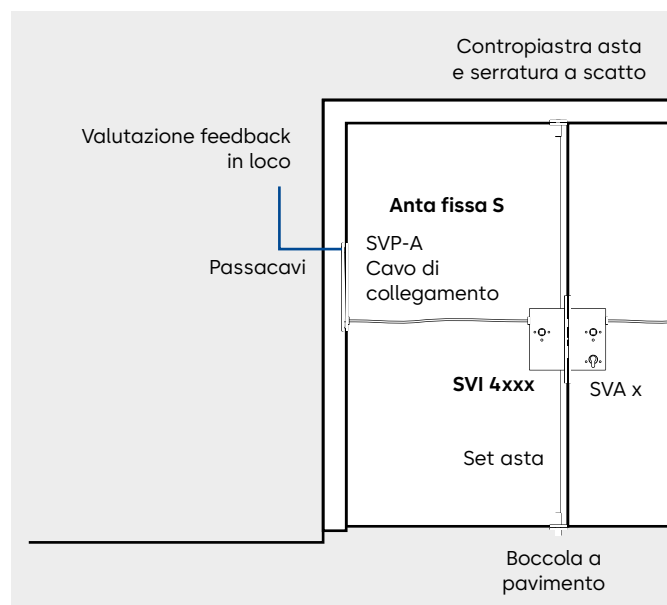 Contropiastra asta
e serratura a scatto
Valutazione feedback
in loco
Anta fissa S
SVP-A
Cavo di
collegamento
Passacavi
SVI 4xxx
SVA x
Set asta
Boccola a
pavimento